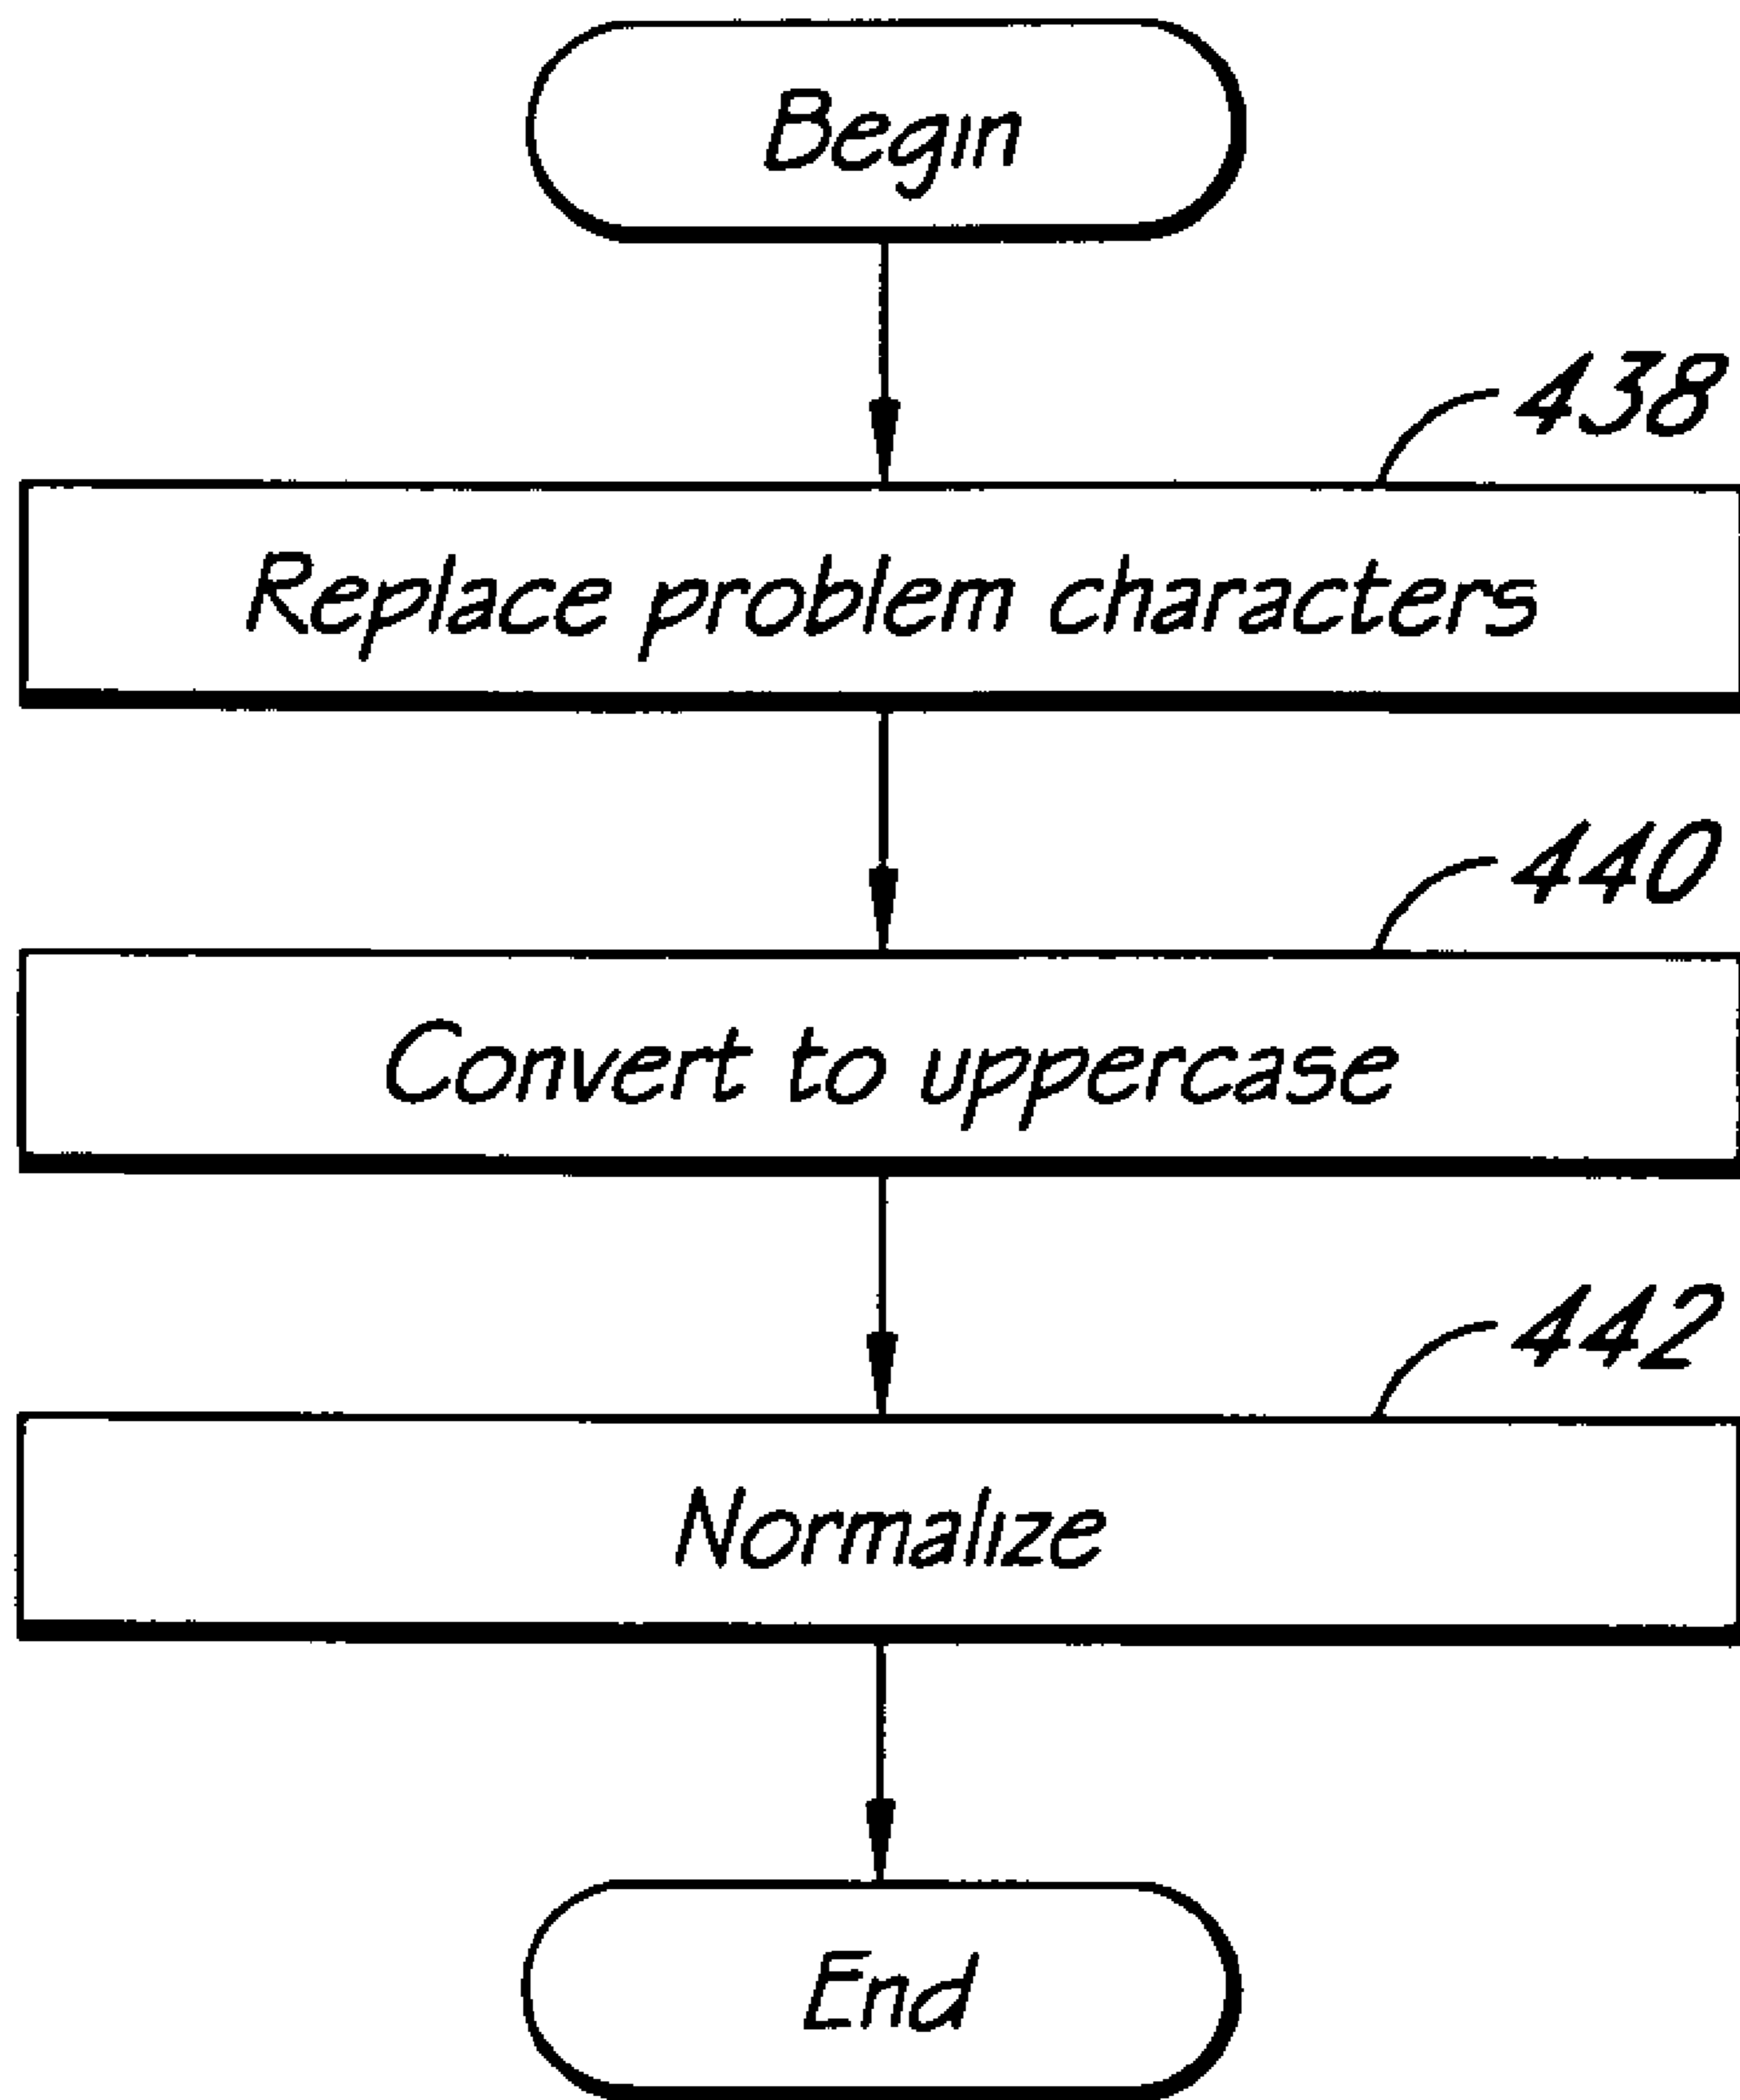 Begin
438
Replace problem characters
440
Convert to uppercase
442
Normalize
End